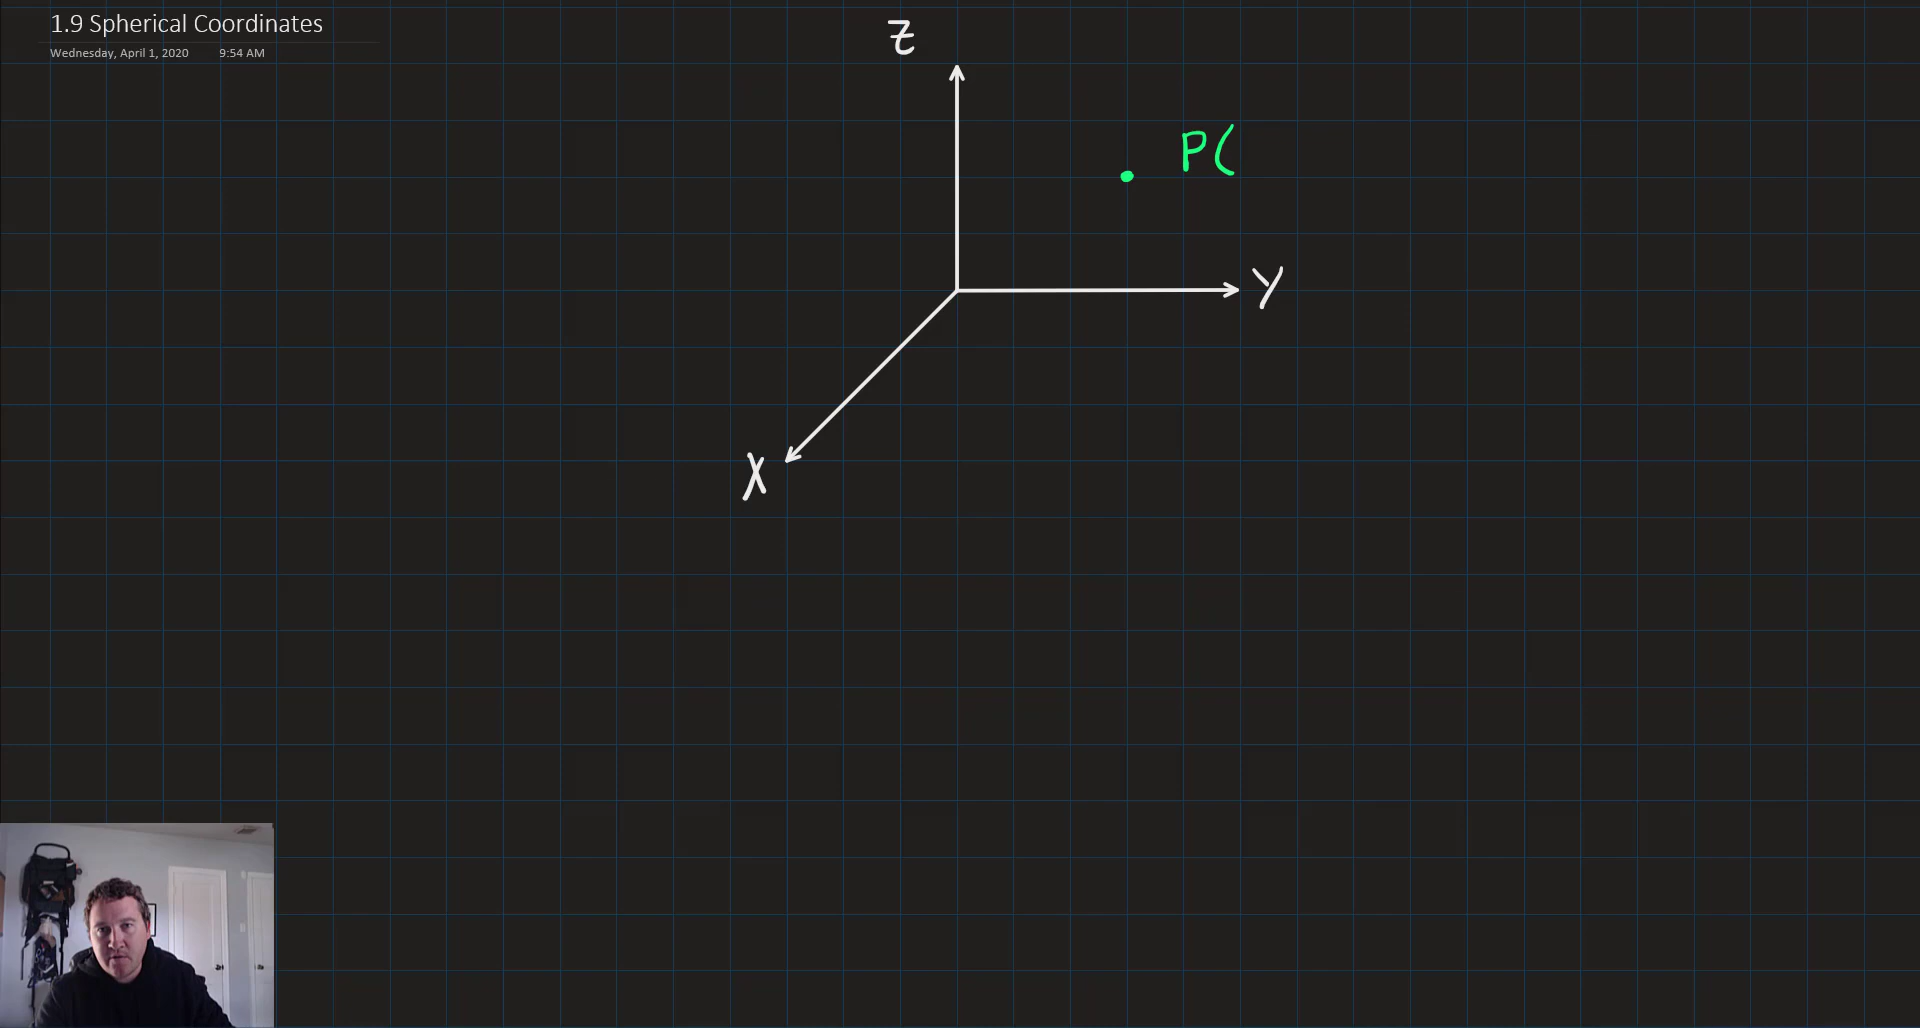 1.9 Spherical Coordinates
Wednesday, April 1, 2020 9:54 AM
Z
P(
Y
X